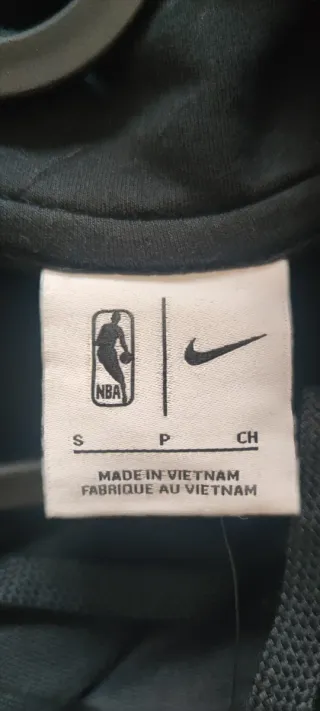 NBA
S P CH
MADE IN VIETNAM
FABRIQUE AU VIETNAM